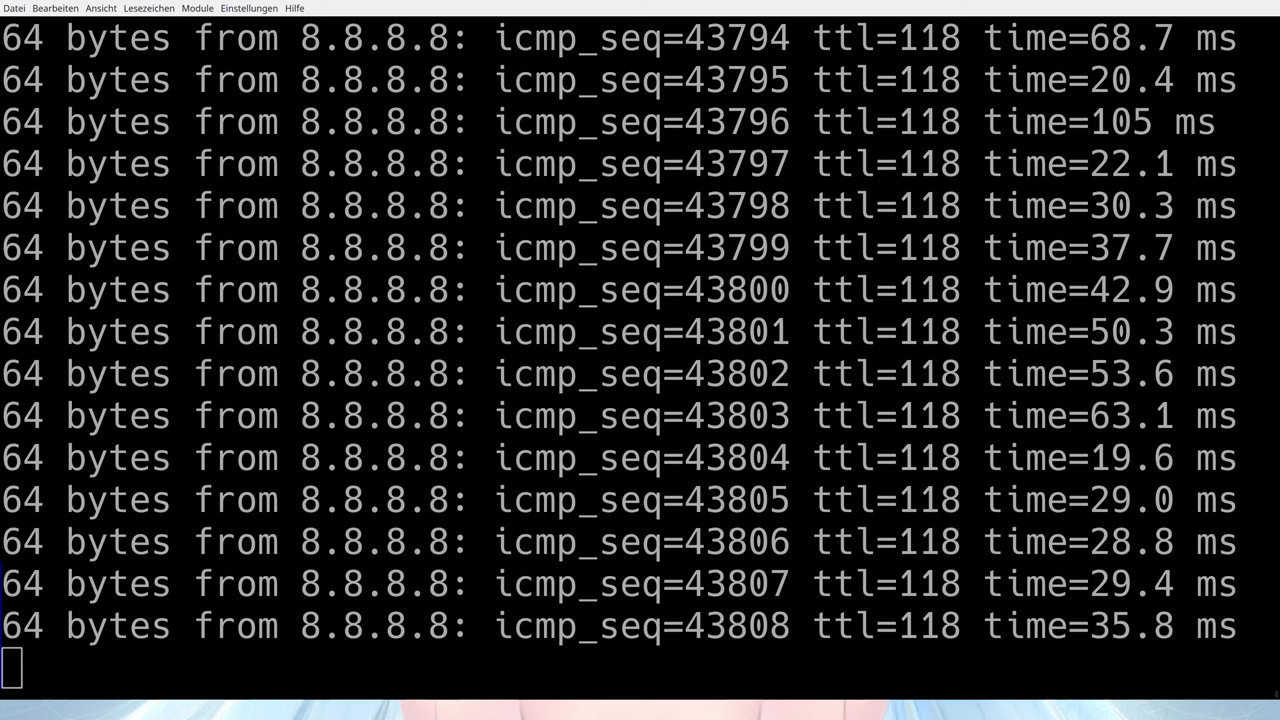 Datei Bearbeiten Ansicht Lesezeichen Module Einstellungen Hilfe
64 bytes from 8.8.8.8: icmp_seq=43794 ttl=118 time=68.7 ms
64 bytes from 8.8.8.8: icmp_seq=43795 ttl=118 time=20.4 ms
64 bytes from 8.8.8.8: icmp_seq=43796 ttl=118 time=105 ms
64 bytes from 8.8.8.8: icmp_seq=43797 ttl=118 time=22.1 ms
64 bytes from 8.8.8.8: icmp_seq=43798 ttl=118 time=30.3 ms
64 bytes from 8.8.8.8: icmp_seq=43799 ttl=118 time=37.7 ms
64 bytes from 8.8.8.8: icmp_seq=43800 ttl=118 time=42.9 ms
64 bytes from 8.8.8.8: icmp_seq=43801 ttl=118 time=50.3 ms
64 bytes from 8.8.8.8: icmp_seq=43802 ttl=118 time=53.6 ms
64 bytes from 8.8.8.8: icmp_seq=43803 ttl=118 time=63.1 ms
64 bytes from 8.8.8.8: icmp_seq=43804 ttl=118 time=19.6 ms
64 bytes from 8.8.8.8: icmp_seq=43805 ttl=118 time=29.0 ms
64 bytes from 8.8.8.8: icmp_seq=43806 ttl=118 time=28.8 ms
64 bytes from 8.8.8.8: icmp_seq=43807 ttl=118 time=29.4 ms
64 bytes from 8.8.8.8: icmp_seq=43808 ttl=118 time=35.8 ms